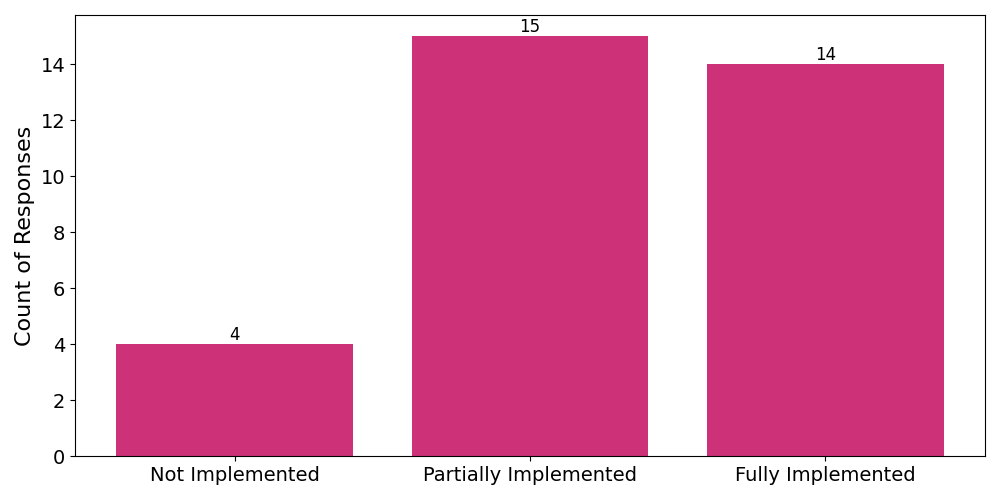 Count of Responses
14
12
10
8
6
4
2
0
4
15
14
Not Implemented
Partially Implemented
Fully Implemented